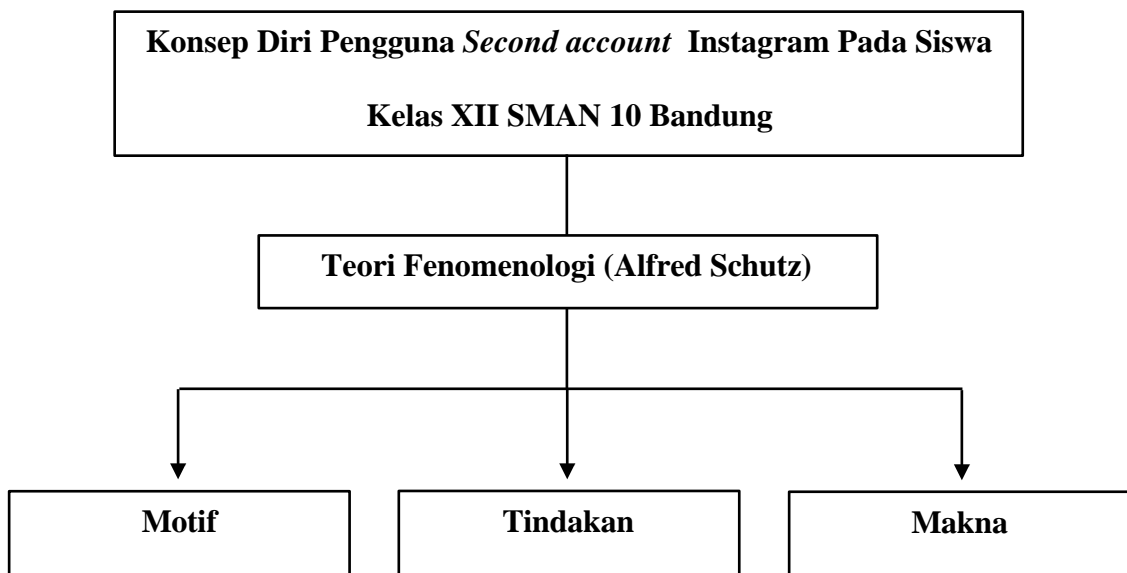 Konsep Diri Pengguna Second account Instagram Pada Siswa
Kelas XII SMAN 10 Bandung
Teori Fenomenologi (Alfred Schutz)
Motif
Tindakan
Makna